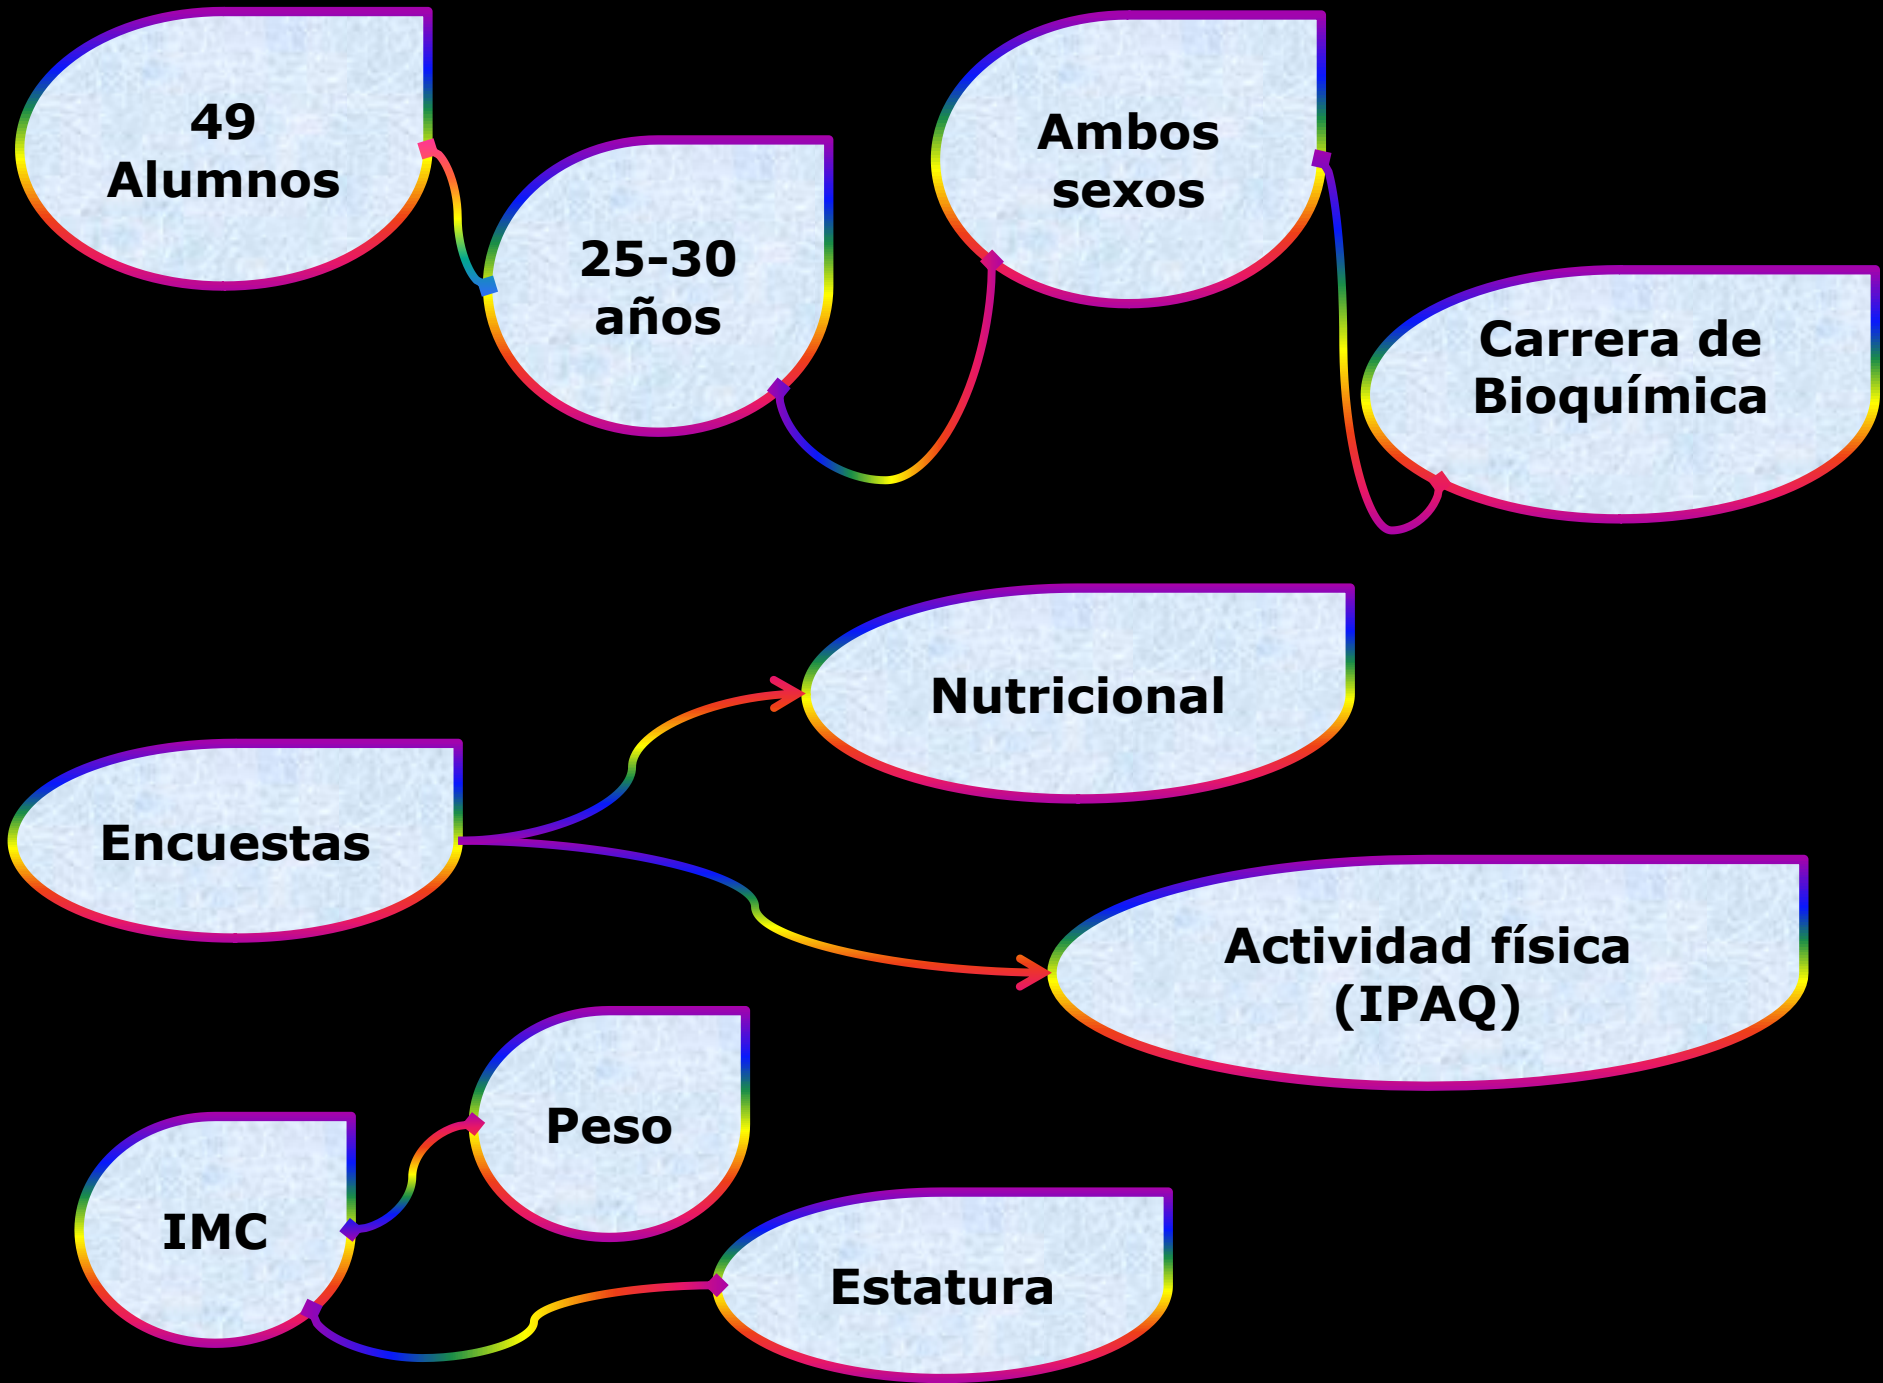 49
Alumnos
25–30
años
Ambos
sexos
Carrera de
Bioquímica
Nutricional
Encuestas
Actividad física
(IPAQ)
Peso
IMC
Estatura